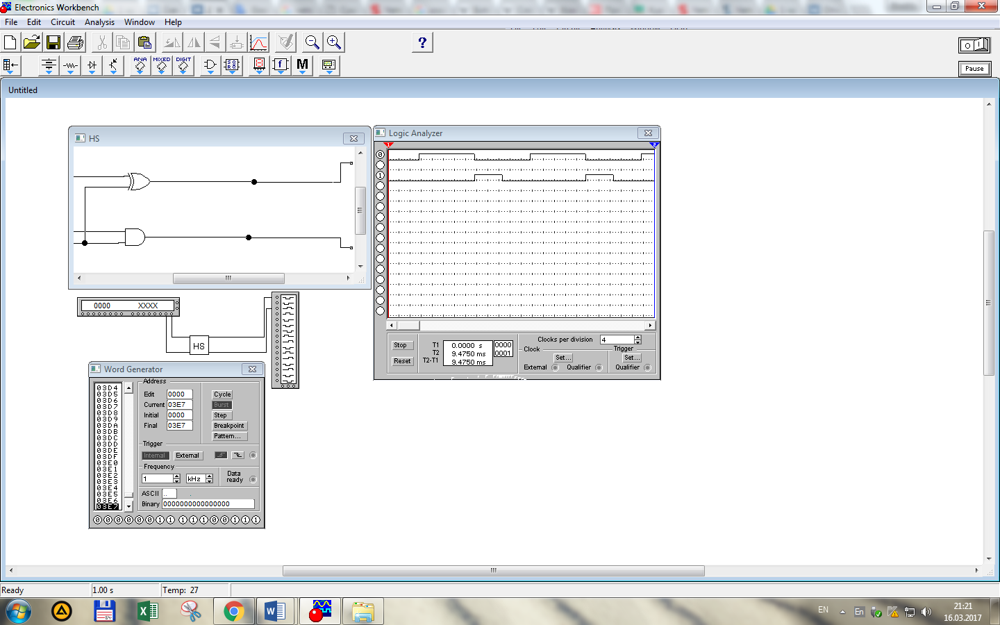 Electronics Workbench
File Edit Circuit Analysis Window Help
ANA MIXED DIGIT
f M
?
O I
Pause
Untitled
HS
Logic Analyzer
1 2
0
1
0000 XXXX
HS
Stop
Reset
T1 0.0000 s 0000
T2 9.4750 ms 0001
T2-T1 9.4750 ms
Clocks per division 4
Clock
Set...
External Qualifier
Trigger
Set...
Qualifier
Word Generator
03D4
03D5
03D6
03D7
03D8
03D9
03DA
03DB
03DC
03DD
03DE
03DF
03E0
03E1
03E2
03E3
03E4
03E5
03E6
03E7
Address
Edit 0000
Current 03E7
Initial 0000
Final 03E7
Cycle
Burst
Step
Breakpoint
Pattern...
Trigger
Internal External
Frequency
1 kHz
Data
ready
ASCII ..
Binary 0000000000000000
0 0 0 0 0 0 1 1 1 1 1 0 0 1 1 1
Ready 1.00 s Temp: 27
64
EN
En
21:21
16.03.2017